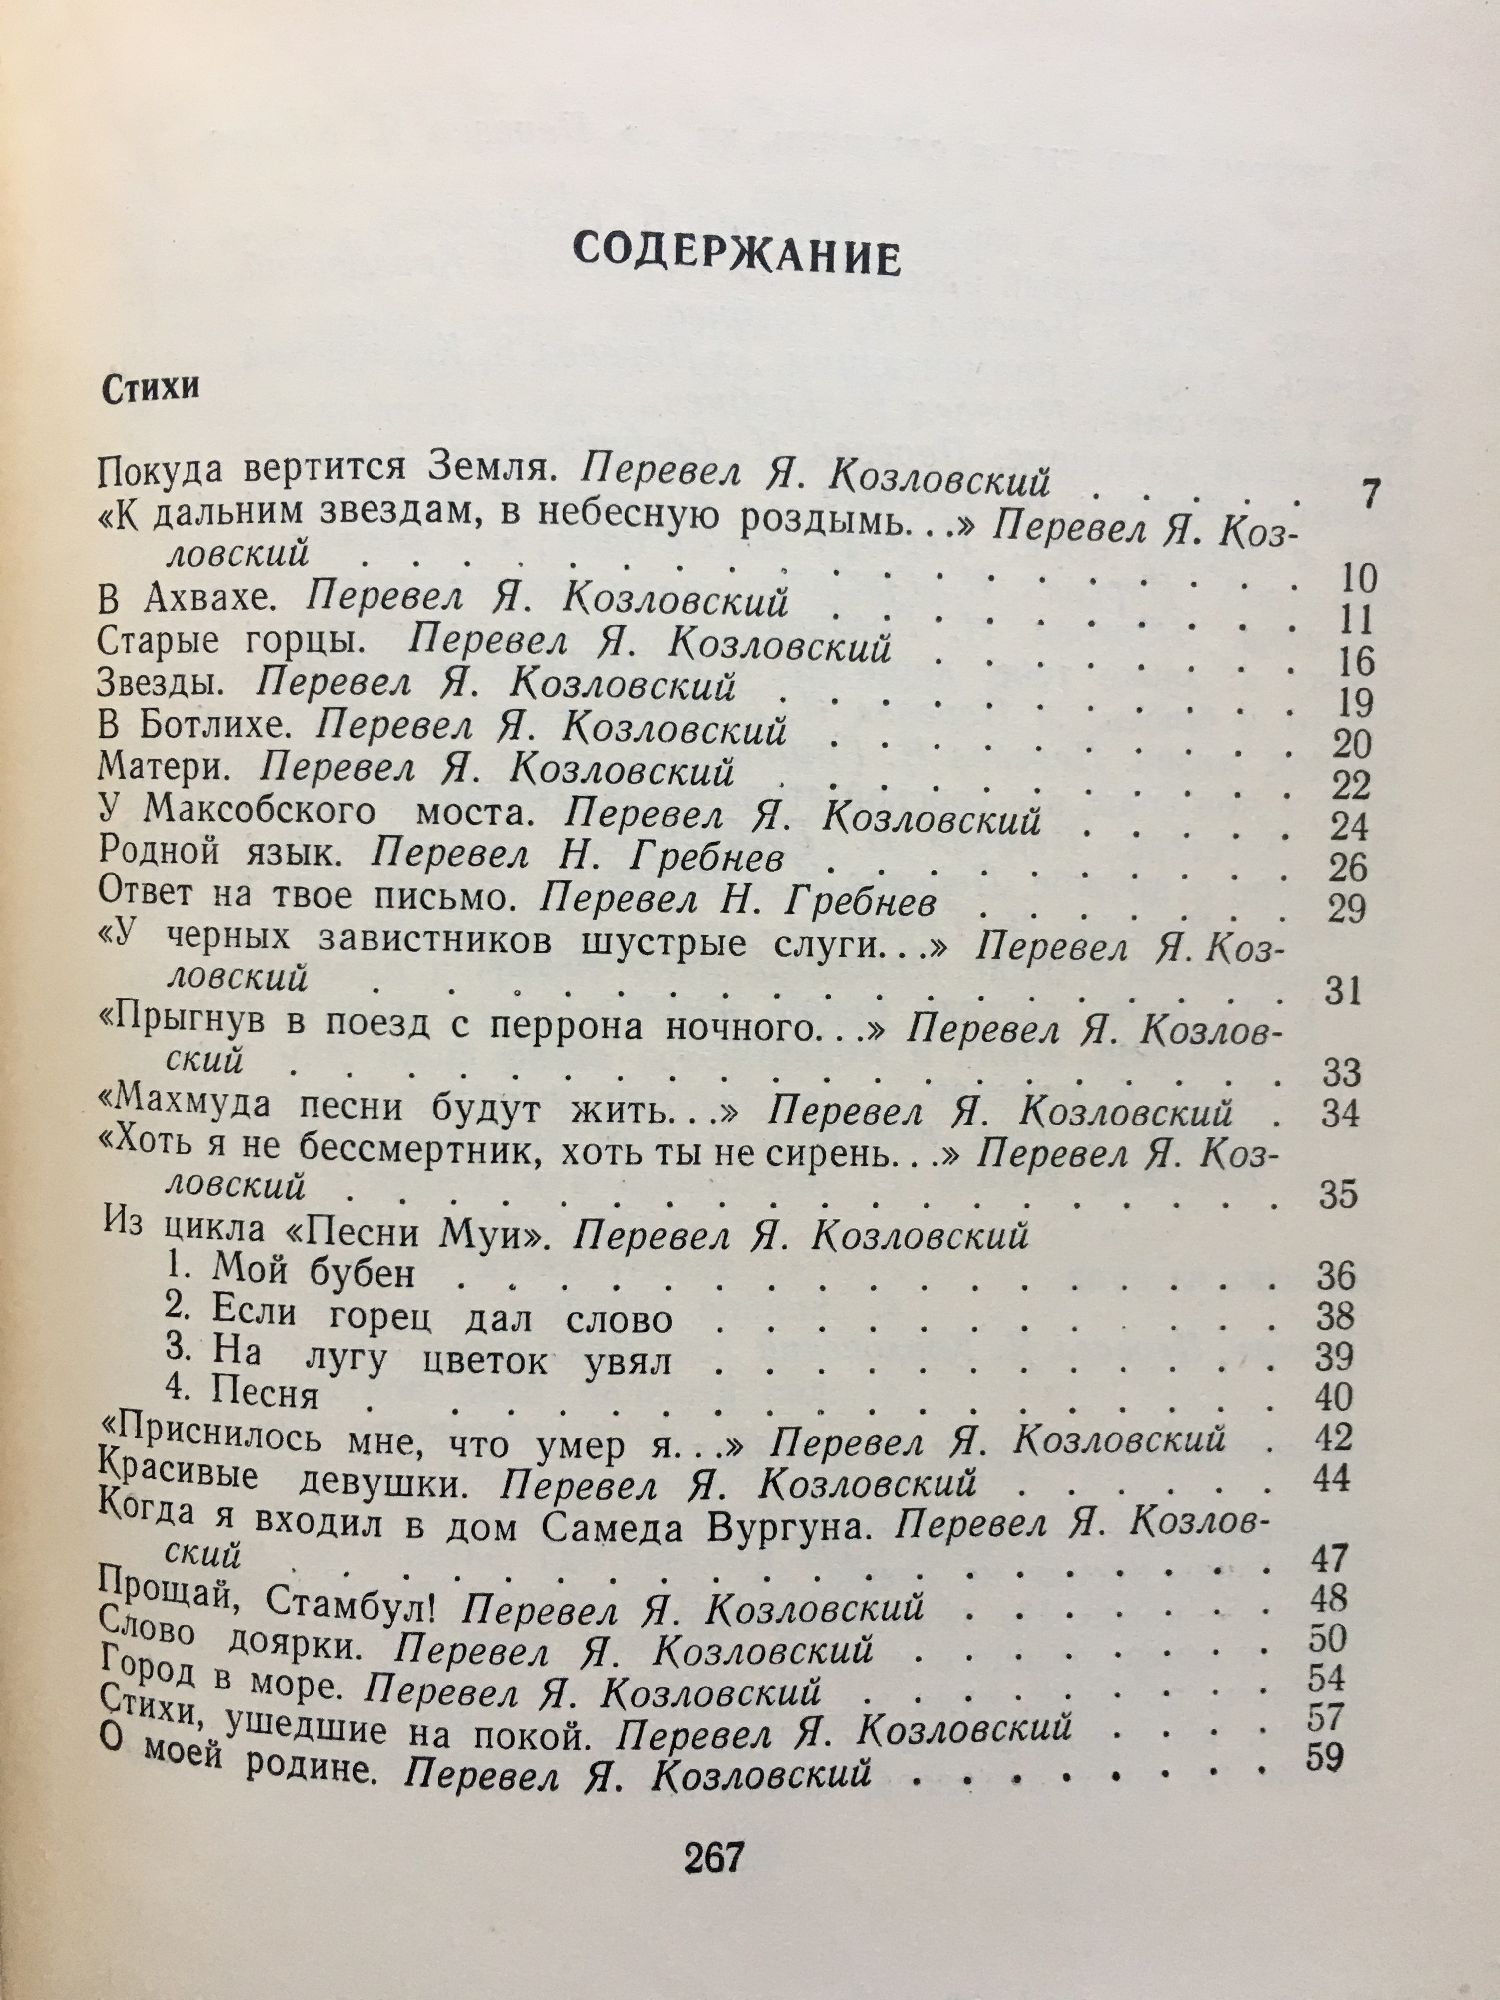 СОДЕРЖАНИЕ
Стихи
Покуда вертится Земля. Перевел Я. Козловский . . . . . 7
«К дальним звездам, в небесную роздымь...» Перевел Я. Коз-
ловский . . . . . . . . . . . . . . . . . . 10
В Ахвахе. Перевел Я. Козловский . . . . . . . . . . 11
Старые горцы. Перевел Я. Козловский . . . . . . . . 16
Звезды. Перевел Я. Козловский . . . . . . . . . . . 19
В Ботлихе. Перевел Я. Козловский . . . . . . . . . . 20
Матери. Перевел Я. Козловский . . . . . . . . . . . 22
У Максобского моста. Перевел Я. Козловский . . . . . 24
Родной язык. Перевел Н. Гребнев . . . . . . . . . . 26
Ответ на твое письмо. Перевел Н. Гребнев . . . . . . . 29
«У черных завистников шустрые слуги...» Перевел Я. Коз-
ловский . . . . . . . . . . . . . . . . . . 31
«Прыгнув в поезд с перрона ночного...» Перевел Я. Козлов-
ский . . . . . . . . . . . . . . . . . . . . 33
«Махмуда песни будут жить...» Перевел Я. Козловский . 34
«Хоть я не бессмертник, хоть ты не сирень...» Перевел Я. Коз-
ловский . . . . . . . . . . . . . . . . . . . 35
Из цикла «Песни Муи». Перевел Я. Козловский
1. Мой бубен . . . . . . . . . . . . . . . . . 36
2. Если горец дал слово . . . . . . . . . . . . 38
3. На лугу цветок увял . . . . . . . . . . . . 39
4. Песня . . . . . . . . . . . . . . . . . . 40
«Приснилось мне, что умер я...» Перевел Я. Козловский . 42
Красивые девушки. Перевел Я. Козловский . . . . . . 44
Когда я входил в дом Самеда Вургуна. Перевел Я. Козлов-
ский . . . . . . . . . . . . . . . . . . . . 47
Прощай, Стамбул! Перевел Я. Козловский . . . . . . . 48
Слово доярки. Перевел Я. Козловский . . . . . . . . 50
Город в море. Перевел Я. Козловский . . . . . . . . . 54
Стихи, ушедшие на покой. Перевел Я. Козловский . . . . 57
О моей родине. Перевел Я. Козловский . . . . . . . . 59
267